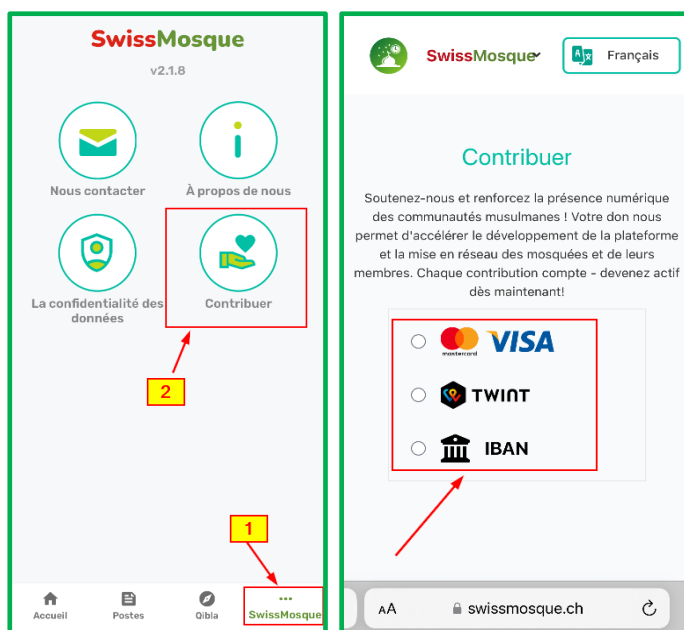 SwissMosque
v2.1.8
Nous contacter
À propos de nous
La confidentialité des
données
Contribuer
2
1
Accueil
Postes
Qibla
SwissMosque
SwissMosque
Français
Contribuer
Soutenez-nous et renforcez la présence numérique
des communautés musulmanes ! Votre don nous
permet d'accélérer le développement de la plateforme
et la mise en réseau des mosquées et de leurs
membres. Chaque contribution compte - devenez actif
dès maintenant!
mastercard VISA
TWINT
IBAN
AA swissmosque.ch